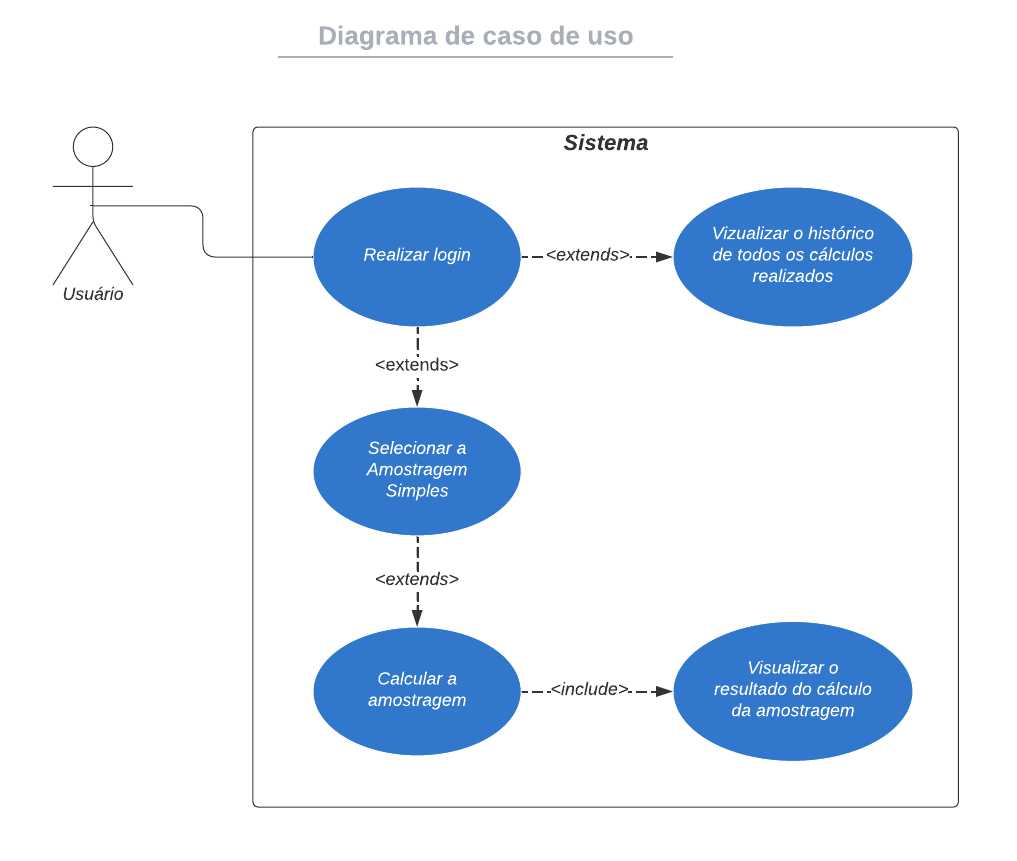 Diagrama de caso de uso
Sistema
Usuário
Realizar login
<extends>
Vizualizar o histórico
de todos os cálculos
realizados
<extends>
Selecionar a
Amostragem
Simples
<extends>
Calcular a
amostragem
<include>
Visualizar o
resultado do cálculo
da amostragem